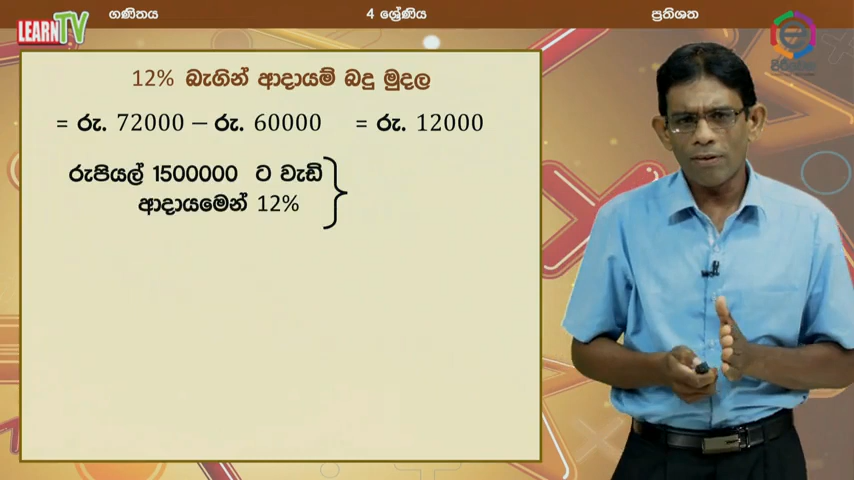 ගණිතය
4 ශ්‍රේණිය
ප්‍රතිශත
LEARN TV
12% බැගින් ආදායම් බදු මුදල
= රු. 72000 – රු. 60000 = රු. 12000
රුපියල් 1500000 ට වැඩි
ආදායමෙන් 12%